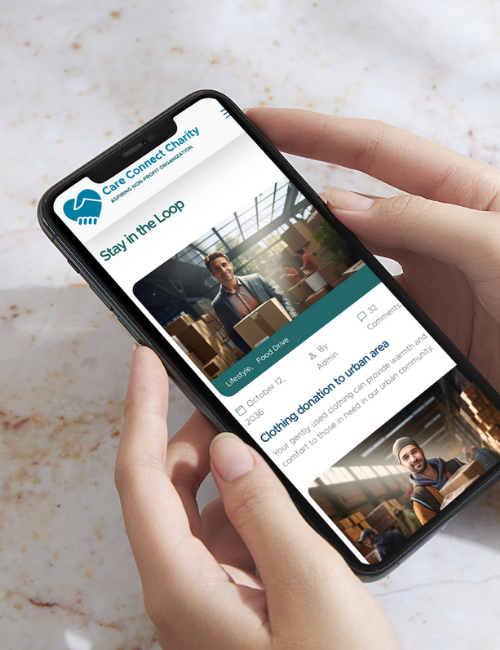 Care Connect Charity
ASPIRING NON-PROFIT ORGANIZATION
Stay in the Loop
Lifestyle, Food Drive
October 12,
2036
By
Admin
32
Comments
Clothing donation to urban area
Your gently used clothing can provide warmth and
comfort to those in need in our urban community